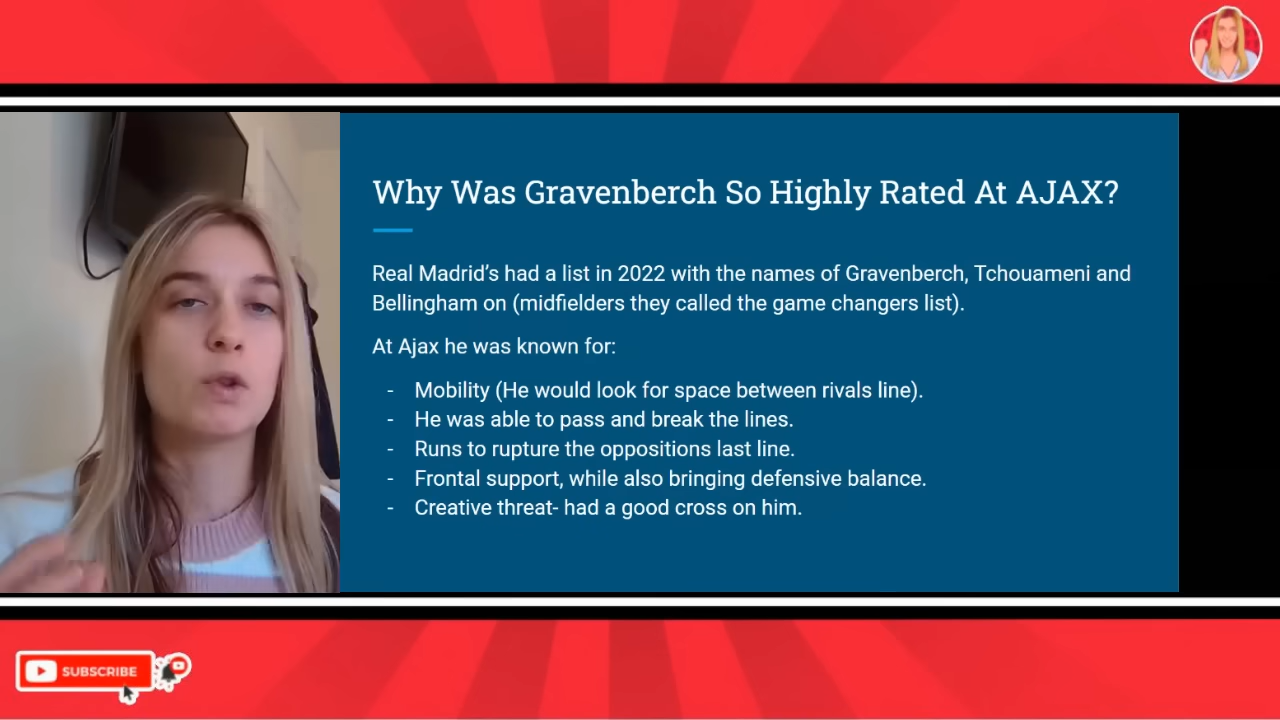 Why Was Gravenberch So Highly Rated At AJAX?
Real Madrid's had a list in 2022 with the names of Gravenberch, Tchouameni and
Bellingham on (midfielders they called the game changers list).
At Ajax he was known for:
- Mobility (He would look for space between rivals line).
- He was able to pass and break the lines.
- Runs to rupture the oppositions last line.
- Frontal support, while also bringing defensive balance.
- Creative threat- had a good cross on him.
SUBSCRIBE